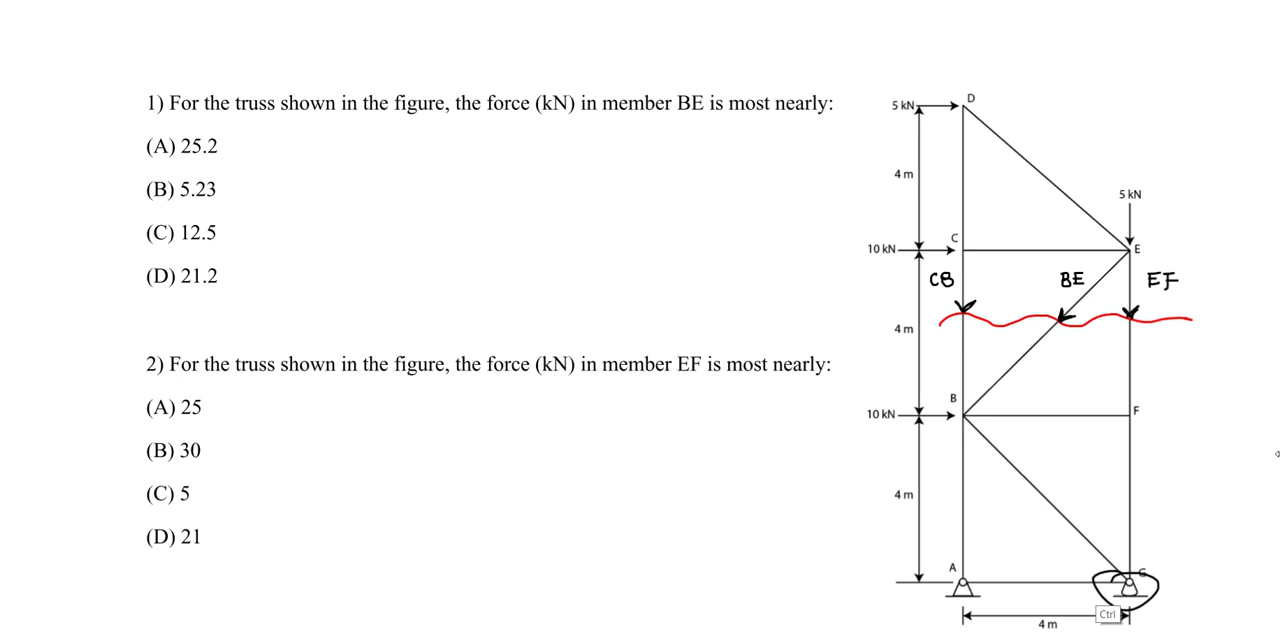 1) For the truss shown in the figure, the force (kN) in member BE is most nearly:
(A) 25.2
(B) 5.23
(C) 12.5
(D) 21.2
2) For the truss shown in the figure, the force (kN) in member EF is most nearly:
(A) 25
(B) 30
(C) 5
(D) 21
5 kN
D
4 m
5 kN
10 kN
C
E
CB
BE
EF
4 m
B
10 kN
F
4 m
A
G
Ctrl
4 m